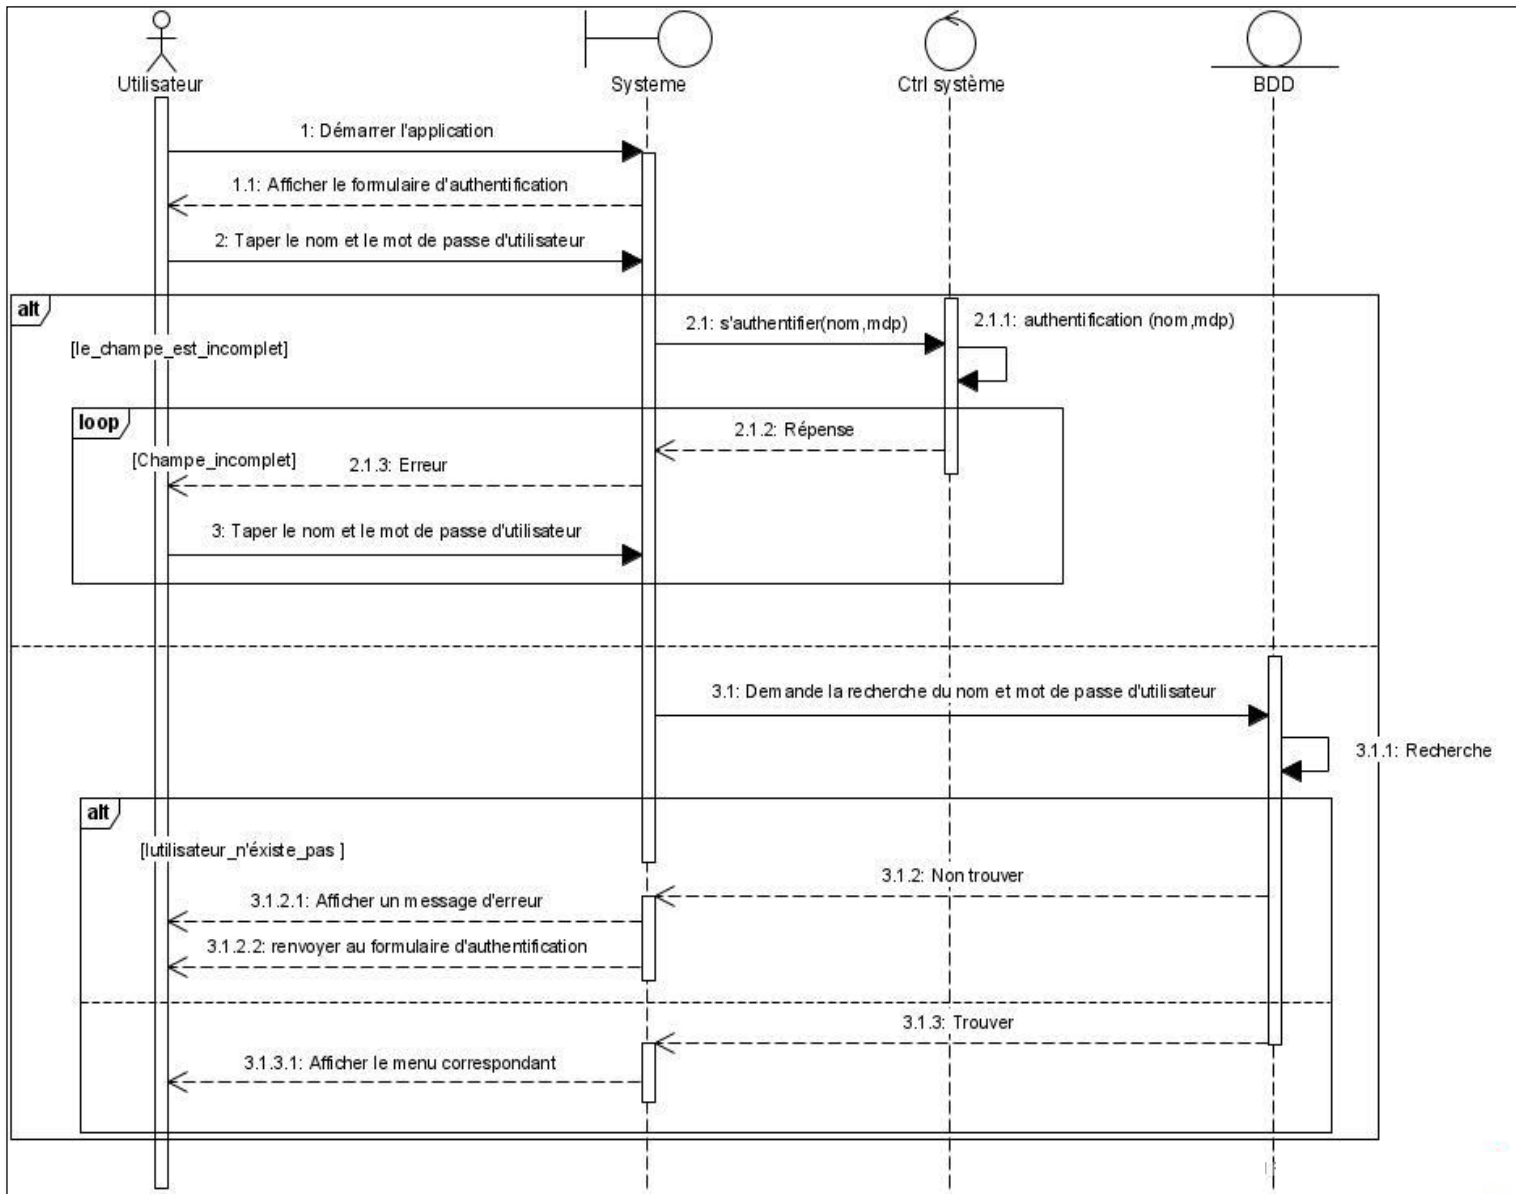 Utilisateur
Systeme
Ctrl système
BDD
1: Démarrer l'application
1.1: Afficher le formulaire d'authentification
2: Taper le nom et le mot de passe d'utilisateur
alt
2.1: s'authentifier(nom,mdp)
2.1.1: authentification (nom,mdp)
[le_champe_est_incomplet]
loop
2.1.2: Répense
[Champe_incomplet]
2.1.3: Erreur
3: Taper le nom et le mot de passe d'utilisateur
3.1: Demande la recherche du nom et mot de passe d'utilisateur
3.1.1: Recherche
alt
[lutilisateur_n'éxiste_pas ]
3.1.2: Non trouver
3.1.2.1: Afficher un message d'erreur
3.1.2.2: renvoyer au formulaire d'authentification
3.1.3: Trouver
3.1.3.1: Afficher le menu correspondant